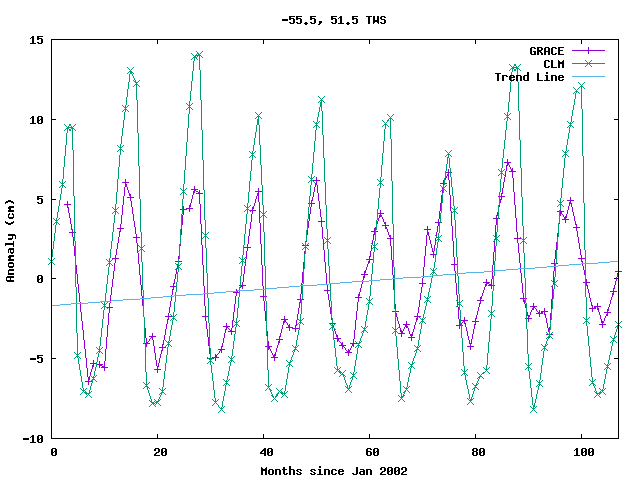 -55.5, 51.5 TWS
15
10
5
0
-5
-10
Anomaly (cm)
GRACE
CLM
Trend Line
0 20 40 60 80 100
Months since Jan 2002